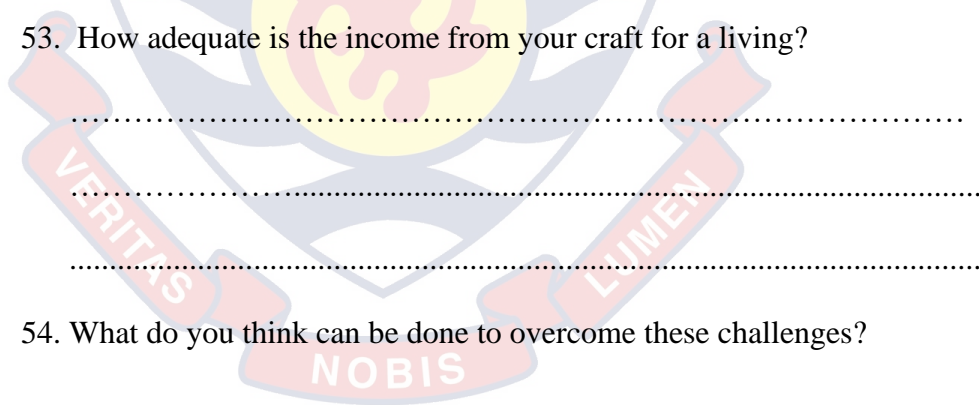 53. How adequate is the income from your craft for a living?
……………………………………………………………………………
…………………......................................................................................
..................................................................................................................
54. What do you think can be done to overcome these challenges?
VERITAS
NOBIS
LUMEN